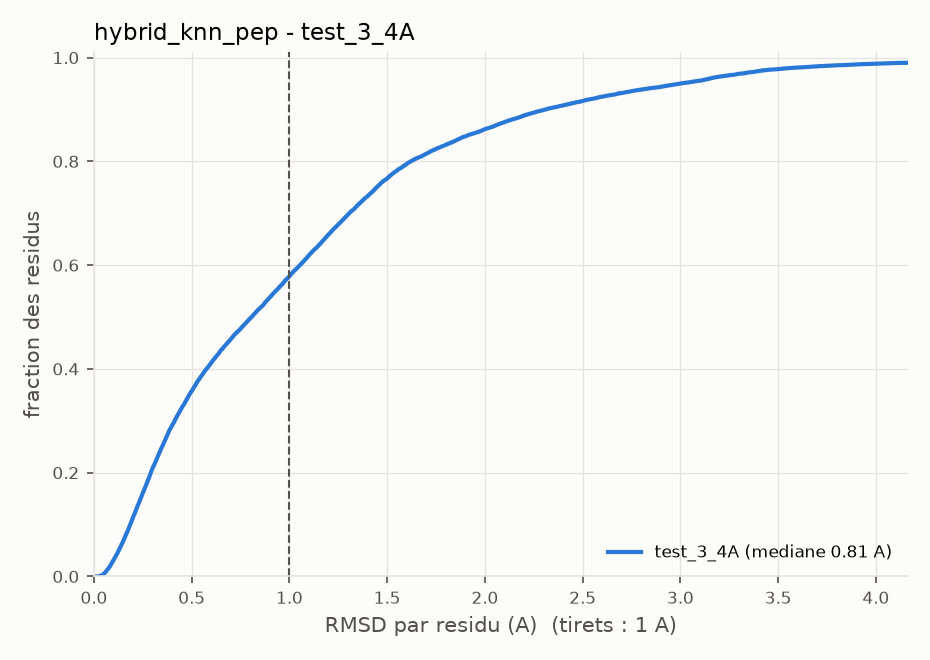 hybrid_knn_pep - test_3_4A
1.0
0.8
0.6
0.4
0.2
0.0
fraction des residus
test_3_4A (mediane 0.81 A)
0.0 0.5 1.0 1.5 2.0 2.5 3.0 3.5 4.0
RMSD par residu (A)  (tirets : 1 A)